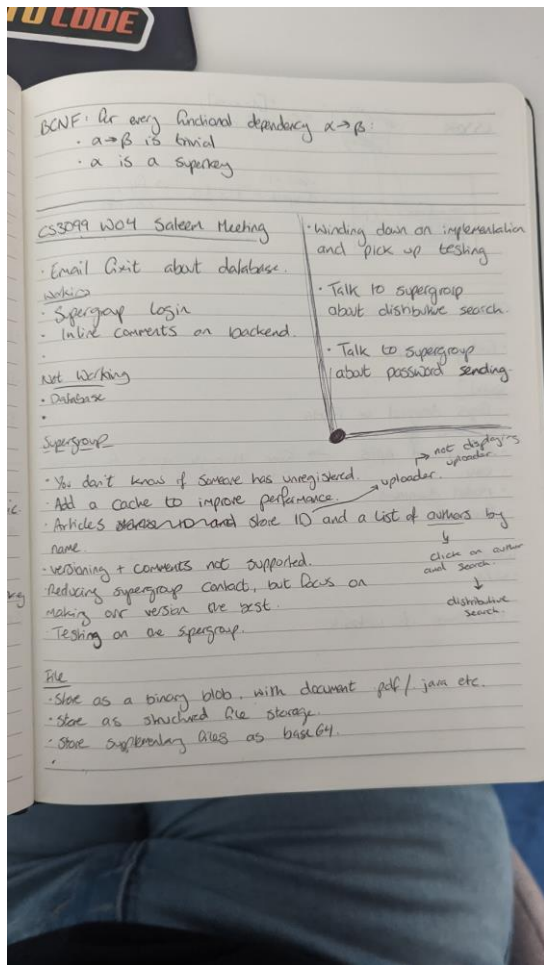 TO CODE
BCNF: For every functional dependency α→β:
· α→β is trivial
· α is a superkey
CS3099 W04 Saleem Meeting
· Email about database.
Working
· Supergroup Login
· Inline comments on backend.
·
Not Working
· Database
·
· Winding down on implementation
and pick up testing
· Talk to supergroup
about distributive search.
· Talk to supergroup
about password sending.
Supergroup
· You don't know if someone has unregistered.
· Add a cache to improve performance.
· Articles store ID and a list of authors by
name.
→ uploader.
→ not displaying
uploader
↓
click on author
and search.
↓
distributive
search.
· versioning + comments not supported.
· Reducing supergroup contact, but focus on
making our version the best.
· Testing on the supergroup.
File
· Store as a binary blob. with document pdf/.java etc.
· Store as structured file storage.
· Store supplementary files as base64.
·